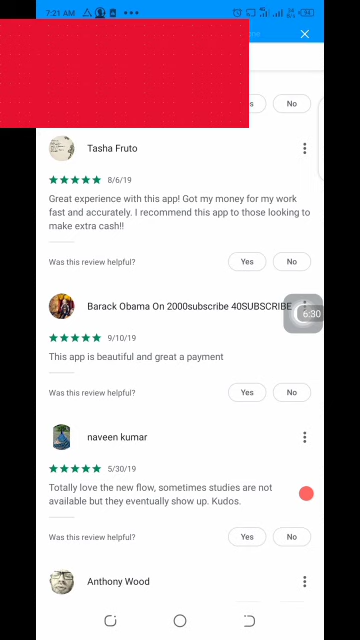 7:21 AM
No
Tasha Fruto
8/6/19
Great experience with this app! Got my money for my work
fast and accurately. I recommend this app to those looking to
make extra cash!!
Was this review helpful?
Yes
No
Barack Obama On 2000subscribe 40SUBSCRIBE
6:30
9/10/19
This app is beautiful and great a payment
Was this review helpful?
Yes
No
naveen kumar
5/30/19
Totally love the new flow, sometimes studies are not
available but they eventually show up. Kudos.
Was this review helpful?
Yes
No
Anthony Wood